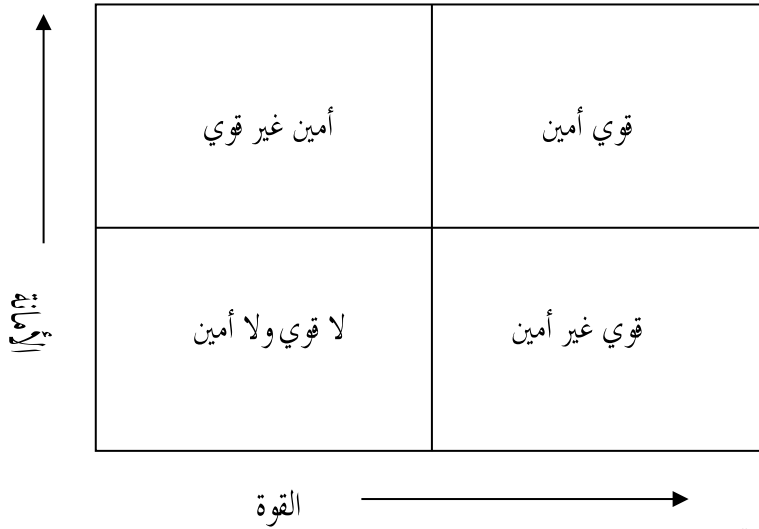 قوي أمين
أمين غير قوي
قوي غير أمين
لا قوي ولا أمين
الأمانة
القوة